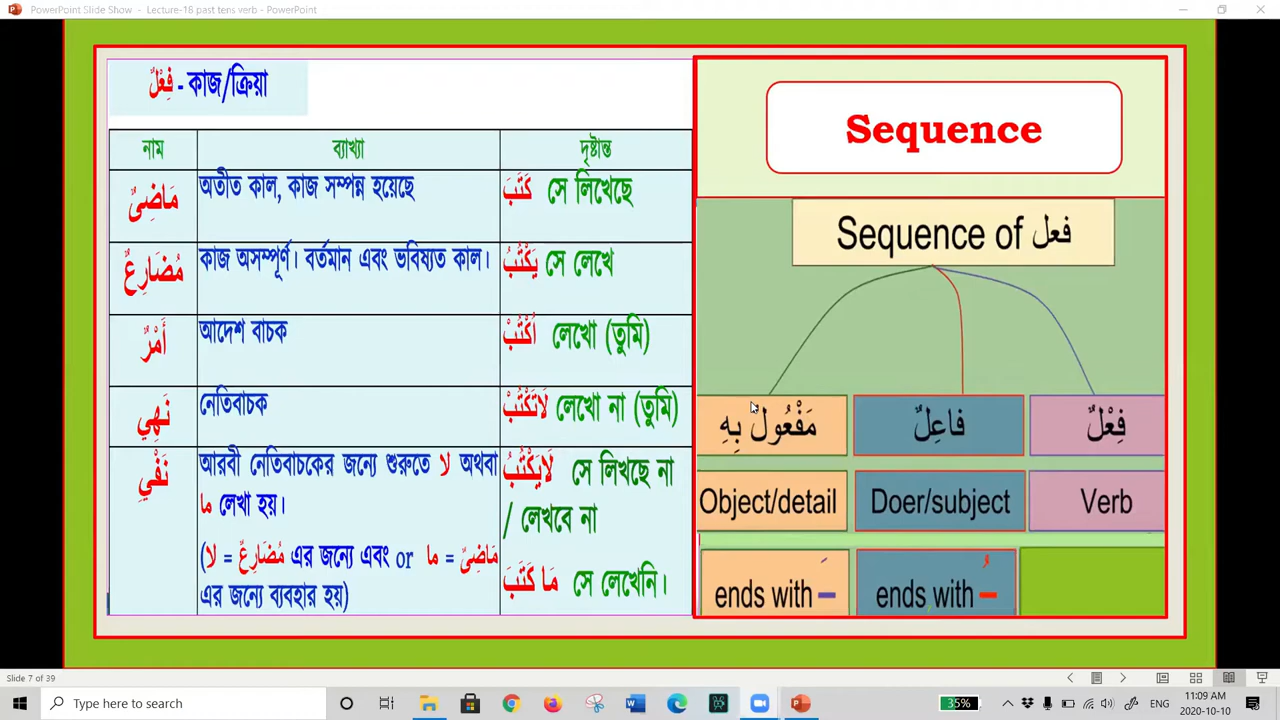 PowerPoint Slide Show - Lecture-18 past tens verb - PowerPoint
فِعْلٌ - কাজ/ক্রিয়া
নাম ব্যাখ্যা দৃষ্টান্ত
مَاضِىٌ অতীত কাল, কাজ সম্পন্ন হয়েছে كَتَبَ সে লিখেছে
مُضَارِعٌ কাজ অসম্পূর্ণ। বর্তমান এবং ভবিষ্যত কাল। يَكْتُبُ সে লেখে
أَمْرٌ আদেশ বাচক اُكْتُبْ লেখো (তুমি)
نَهِي নেতিবাচক لَاتَكْتُبْ লেখো না (তুমি)
نَفْيِ আরবী নেতিবাচকের জন্যে শুরুতে لا অথবা
ما লেখা হয়।
(لا = مُضَارِعٌ এর জন্যে এবং or ما = مَاضِىٌ
এর জন্যে ব্যবহার হয়)
لَايَكْتُبُ সে লিখছে না
/ লেখবে না
مَا كَتَبَ সে লেখেনি।
Sequence
Sequence of فعل
مَفْعُولٌ بِهِ فاعِلٌ فِعْلٌ
Object/detail Doer/subject Verb
ends with ـَ ends with ـُ
Slide 7 of 39
Type here to search
35%
ENG
11:09 AM
2020-10-10